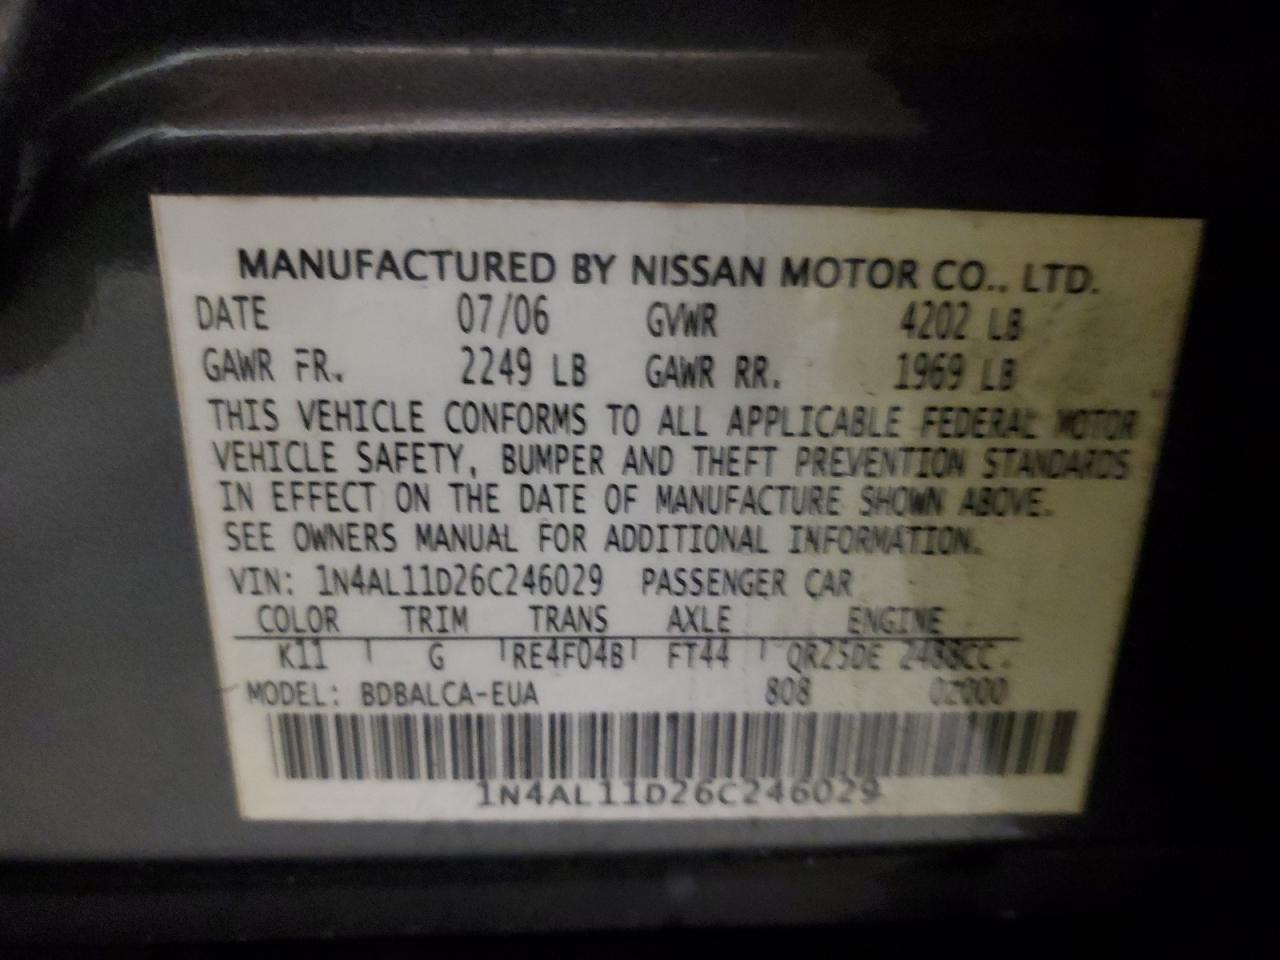 MANUFACTURED BY NISSAN MOTOR CO., LTD.
DATE 07/06 GVWR 4202 LB
GAWR FR. 2249 LB GAWR RR. 1969 LB
THIS VEHICLE CONFORMS TO ALL APPLICABLE FEDERAL MOTOR
VEHICLE SAFETY, BUMPER AND THEFT PREVENTION STANDARDS
IN EFFECT ON THE DATE OF MANUFACTURE SHOWN ABOVE.
SEE OWNERS MANUAL FOR ADDITIONAL INFORMATION.
VIN: 1N4AL11D26C246029 PASSENGER CAR
COLOR TRIM TRANS AXLE ENGINE
K11 G RE4F04B FT44 QR25DE 2488CC
MODEL: BDBALCA-EUA 808 02000
1N4AL11D26C246029